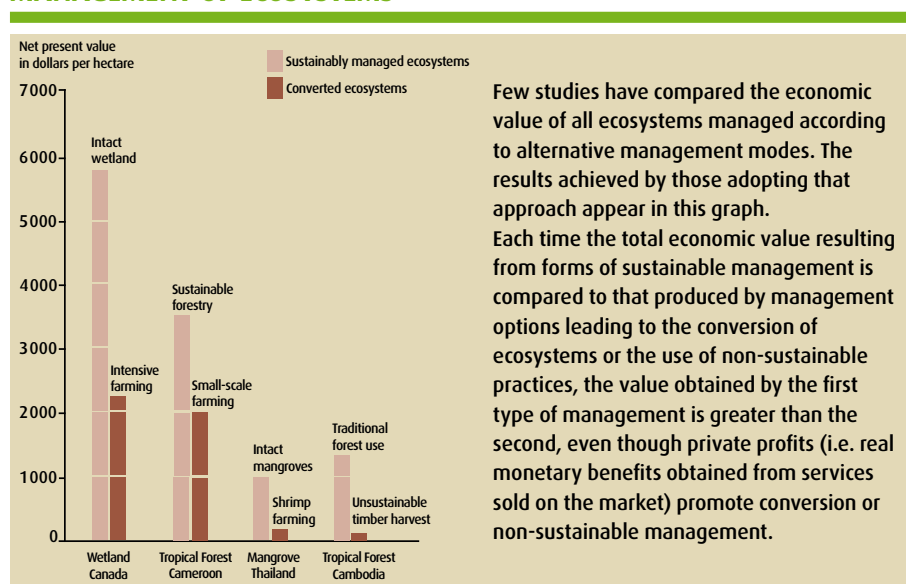 Net present value
in dollars per hectare
Sustainably managed ecosystems
Converted ecosystems
7000
6000
5000
4000
3000
2000
1000
0
Intact
wetland
Intensive
farming
Sustainable
forestry
Small-scale
farming
Intact
mangroves
Shrimp
farming
Traditional
forest use
Unsustainable
timber harvest
Wetland
Canada
Tropical Forest
Cameroon
Mangrove
Thailand
Tropical Forest
Cambodia
Few studies have compared the economic
value of all ecosystems managed according
to alternative management modes. The
results achieved by those adopting that
approach appear in this graph.
Each time the total economic value resulting
from forms of sustainable management is
compared to that produced by management
options leading to the conversion of
ecosystems or the use of non-sustainable
practices, the value obtained by the first
type of management is greater than the
second, even though private profits (i.e. real
monetary benefits obtained from services
sold on the market) promote conversion or
non-sustainable management.